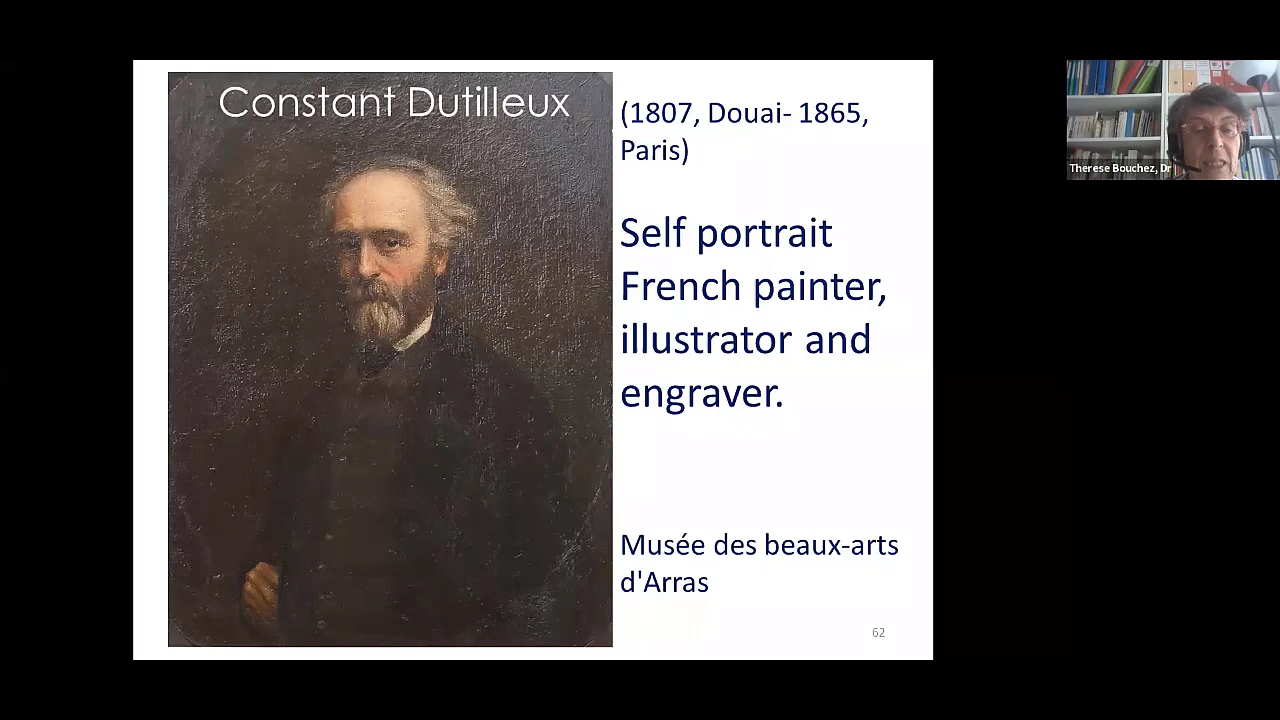 Constant Dutilleux
(1807, Douai- 1865,
Paris)
Self portrait
French painter,
illustrator and
engraver.
Musée des beaux-arts
d'Arras
62
Therese Bouchez, Dr